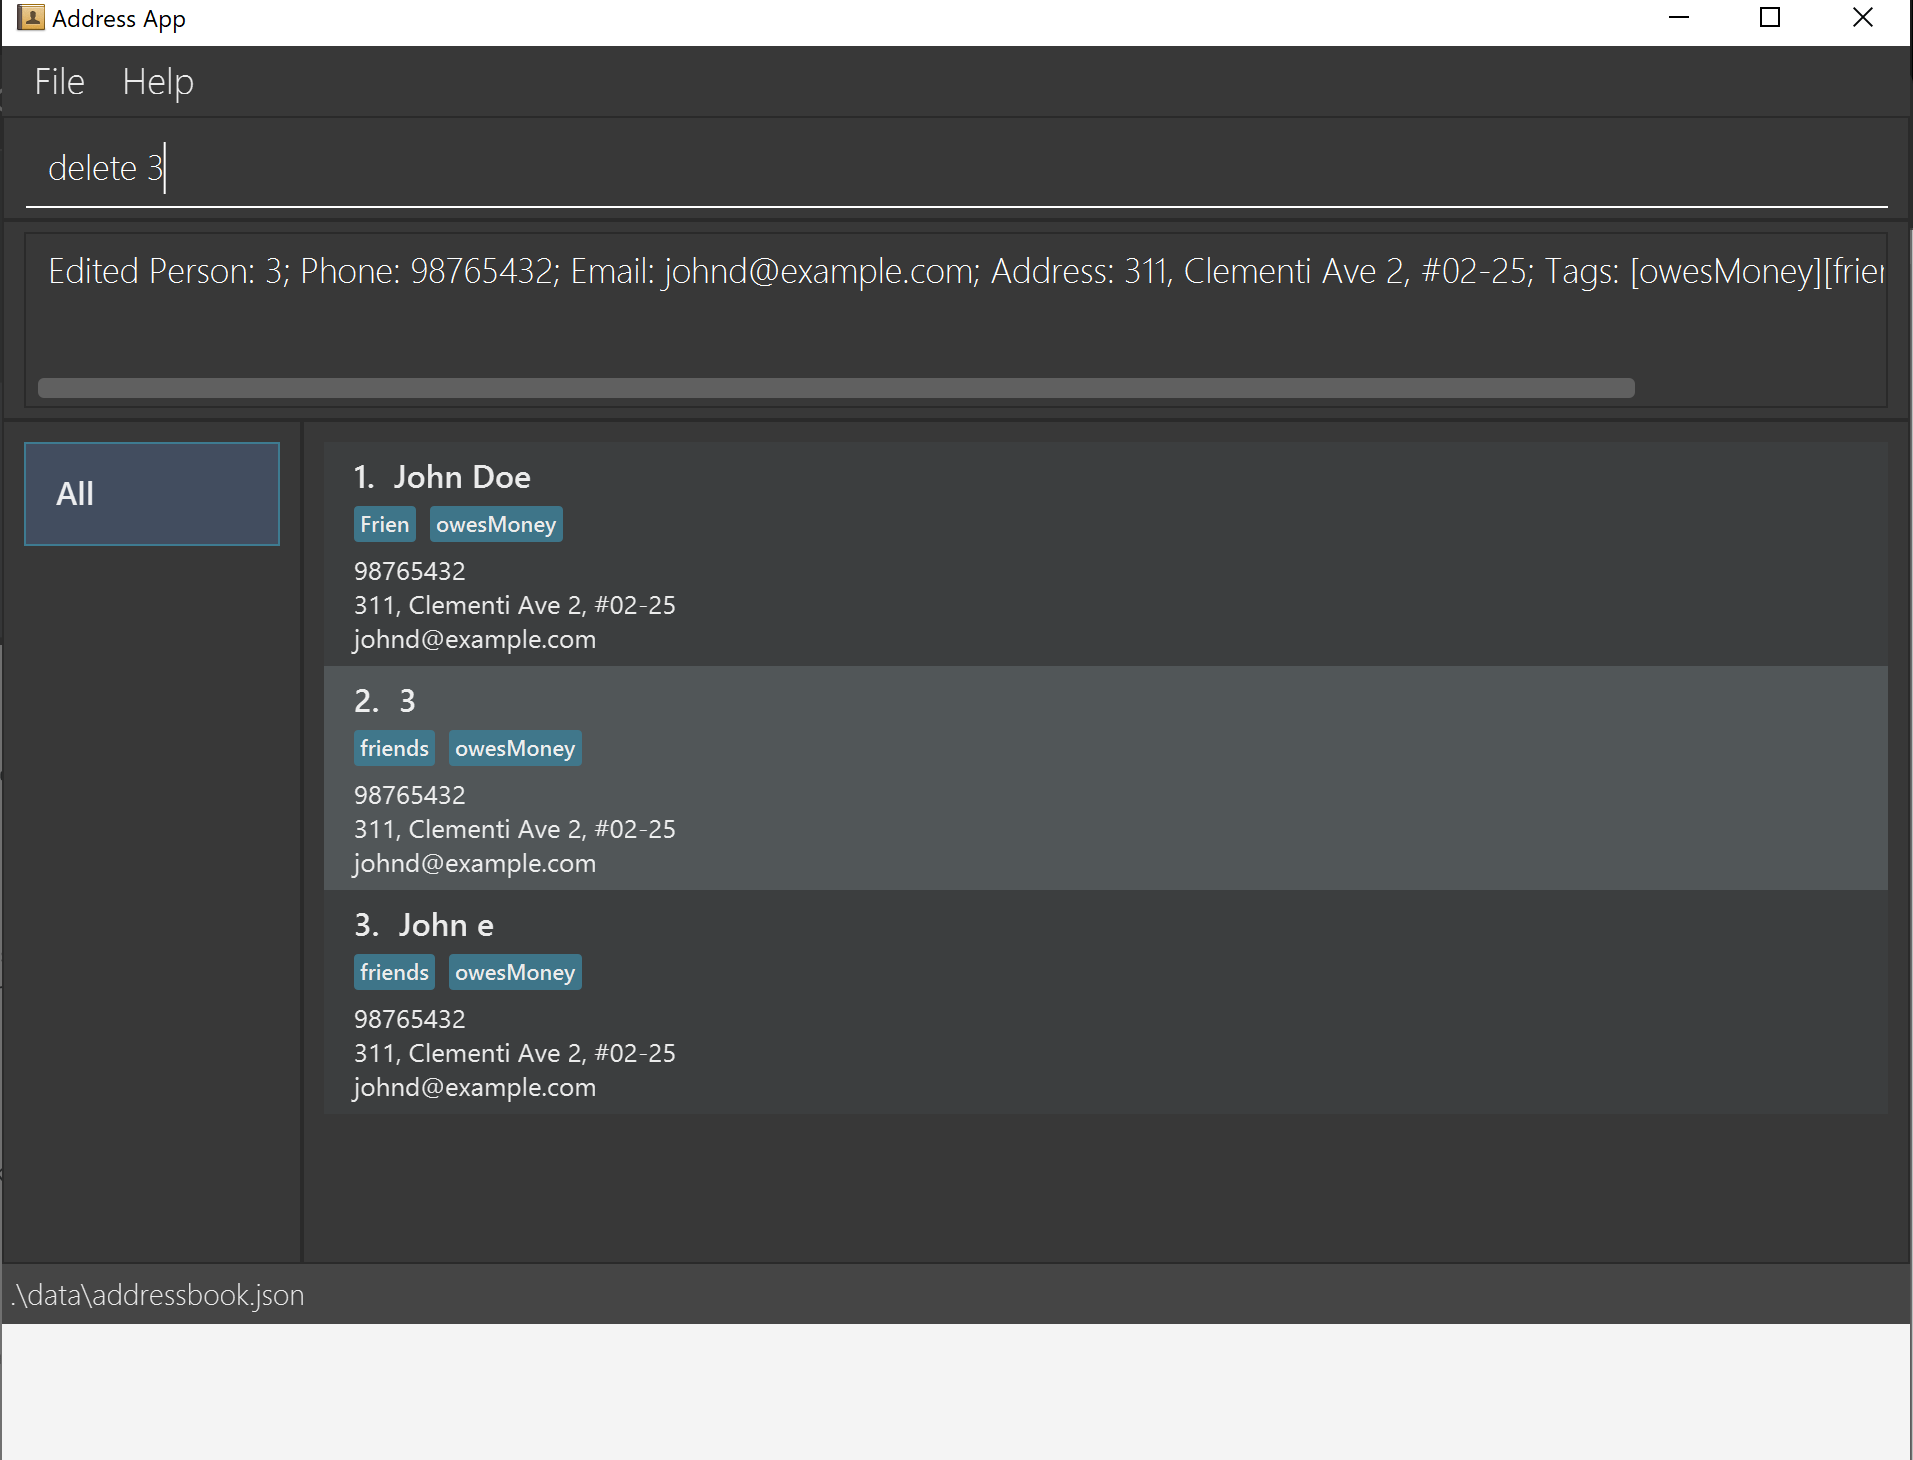 Address App
File Help
delete 3
Edited Person: 3; Phone: 98765432; Email: johnd@example.com; Address: 311, Clementi Ave 2, #02-25; Tags: [owesMoney][frien
All
1. John Doe
Frien owesMoney
98765432
311, Clementi Ave 2, #02-25
johnd@example.com
2. 3
friends owesMoney
98765432
311, Clementi Ave 2, #02-25
johnd@example.com
3. John e
friends owesMoney
98765432
311, Clementi Ave 2, #02-25
johnd@example.com
.\data\addressbook.json